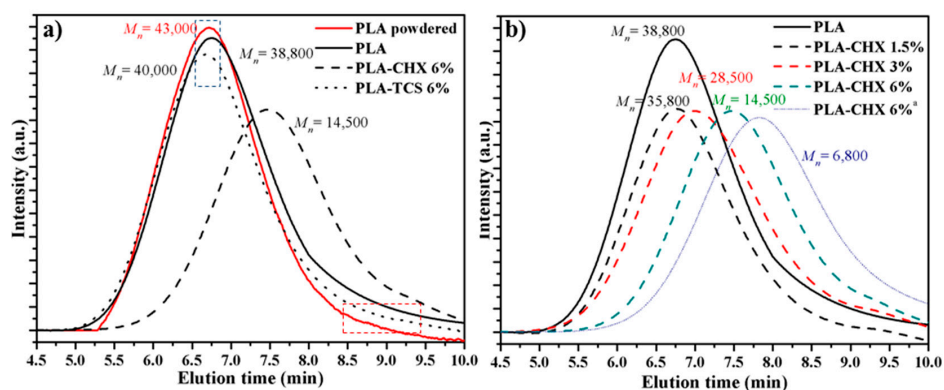 a)
Mn = 43,000
Mn = 38,800
Mn = 40,000
Mn = 14,500
PLA powdered
PLA
PLA-CHX 6%
PLA-TCS 6%
Intensity (a.u.)
4.5 5.0 5.5 6.0 6.5 7.0 7.5 8.0 8.5 9.0 9.5 10.0
Elution time (min)
b)
Mn = 38,800
Mn = 28,500
Mn = 35,800
Mn = 14,500
Mn = 6,800
PLA
PLA-CHX 1.5%
PLA-CHX 3%
PLA-CHX 6%
PLA-CHX 6%a
Intensity (a.u.)
4.5 5.0 5.5 6.0 6.5 7.0 7.5 8.0 8.5 9.0 9.5 10.0
Elution time (min)